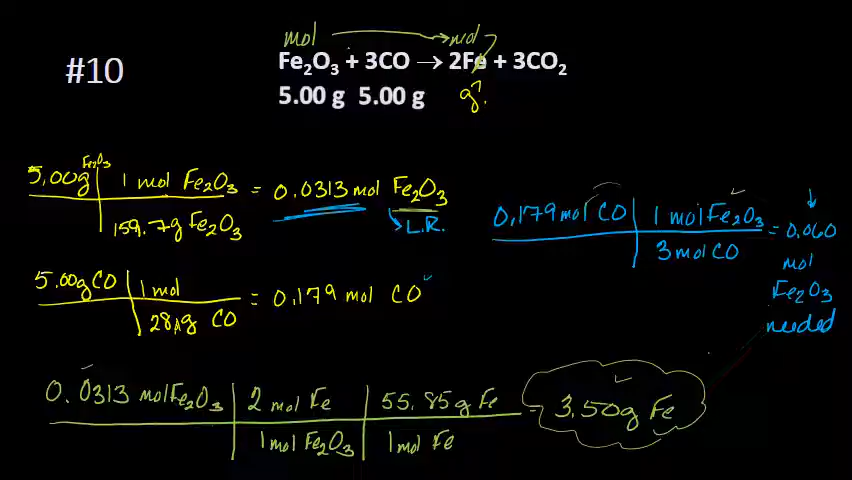 mol → mol
#10
Fe₂O₃ + 3CO → 2Fe + 3CO₂
5.00 g 5.00 g g?
5.00g Fe₂O₃ | 1 mol Fe₂O₃ = 0.0313 mol Fe₂O₃
159.7g Fe₂O₃
L.R.
0.179 mol CO | 1 mol Fe₂O₃ = 0.060
3 mol CO
mol
Fe₂O₃
needed
5.00g CO | 1 mol = 0.179 mol CO
28 g CO
0.0313 mol Fe₂O₃ | 2 mol Fe | 55.85g Fe = 3.50g Fe
1 mol Fe₂O₃ | 1 mol Fe